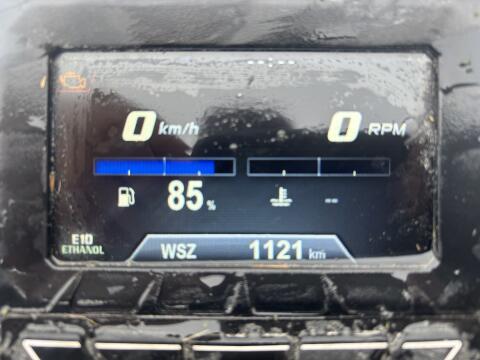 0 km/h 0 RPM
85 % --
E10
ETHANOL
WSZ 1121 km